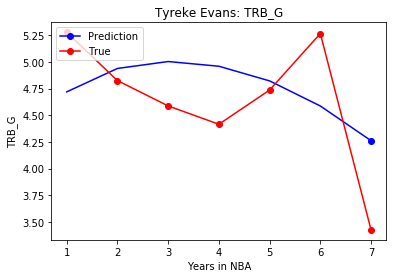 Tyreke Evans: TRB_G
Prediction
True
5.25
5.00
4.75
4.50
4.25
4.00
3.75
3.50
TRB_G
1 2 3 4 5 6 7
Years in NBA